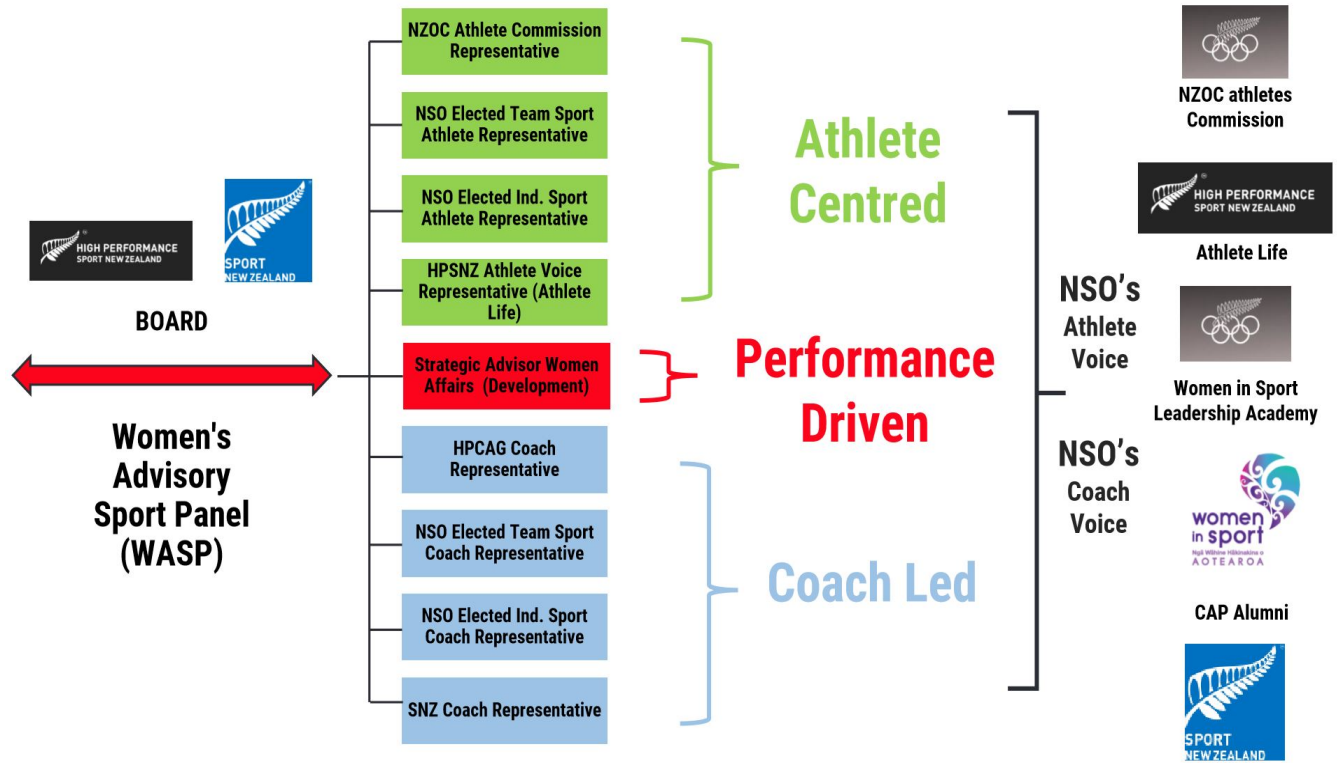 HIGH PERFORMANCE
SPORT NEW ZEALAND
SPORT
NEW ZEALAND
BOARD
Women's
Advisory
Sport Panel
(WASP)
NZOC Athlete Commission
Representative
NSO Elected Team Sport
Athlete Representative
NSO Elected Ind. Sport
Athlete Representative
HPSNZ Athlete Voice
Representative (Athlete
Life)
Strategic Advisor Women
Affairs (Development)
HPCAG Coach
Representative
NSO Elected Team Sport
Coach Representative
NSO Elected Ind. Sport
Coach Representative
SNZ Coach Representative
Athlete
Centred
Performance
Driven
Coach Led
NSO's
Athlete
Voice
NSO's
Coach
Voice
NZOC athletes
Commission
HIGH PERFORMANCE
SPORT NEW ZEALAND
Athlete Life
Women in Sport
Leadership Academy
women
in sport
Ngā Wāhine Hākinakina o
AOTEAROA
CAP Alumni
SPORT
NEW ZEALAND